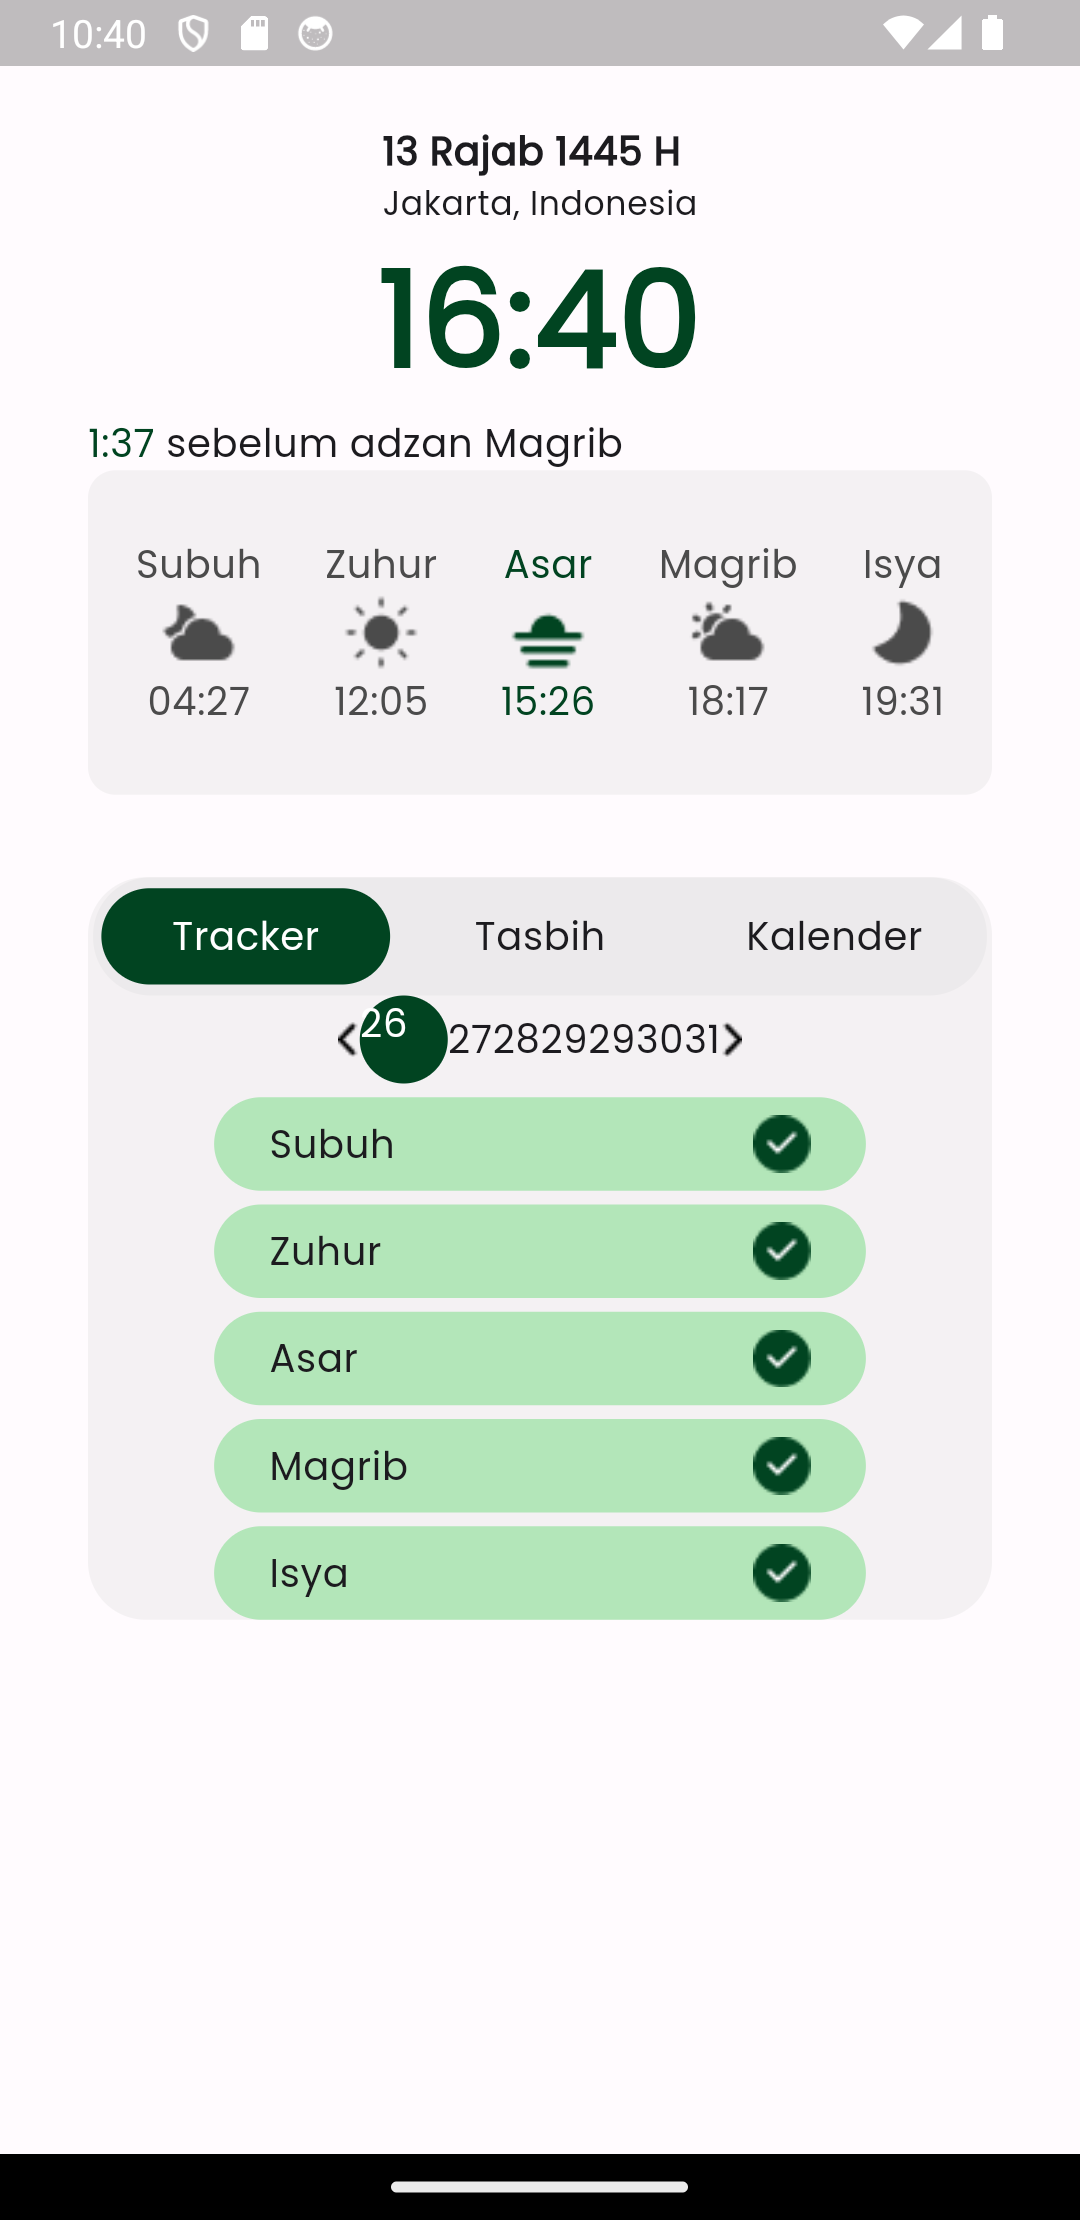 10:40
13 Rajab 1445 H
Jakarta, Indonesia
16:40
1:37 sebelum adzan Magrib
Subuh Zuhur Asar Magrib Isya
04:27 12:05 15:26 18:17 19:31
Tracker Tasbih Kalender
26 272829293031
Subuh
Zuhur
Asar
Magrib
Isya